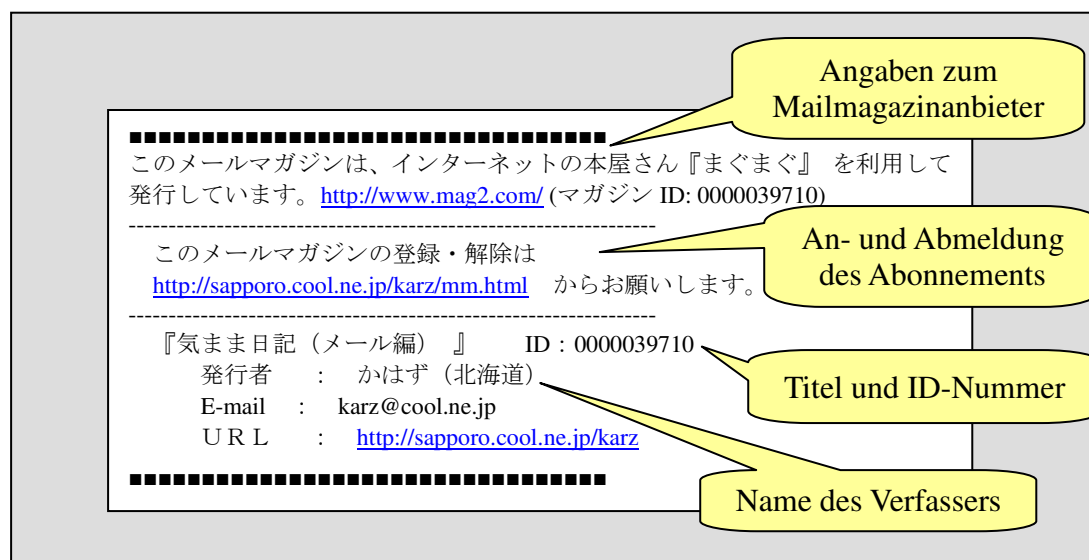 Angaben zum
Mailmagazinanbieter
■■■■■■■■■■■■■■■■■■■■■■■■■■■■■■■■■
このメールマガジンは、インターネットの本屋さん『まぐまぐ』 を利用して
発行しています。http://www.mag2.com/ (マガジン ID: 0000039710)
------------------------------------------------------------------
An- und Abmeldung
des Abonnements
このメールマガジンの登録・解除は
http://sapporo.cool.ne.jp/karz/mm.html からお願いします。
------------------------------------------------------------------
『気まま日記（メール編） 』 ID：0000039710
Titel und ID-Nummer
発行者 : かはず（北海道）
E-mail : karz@cool.ne.jp
ＵＲＬ : http://sapporo.cool.ne.jp/karz
■■■■■■■■■■■■■■■■■■■■■■■■■■■■■■■■■
Name des Verfassers